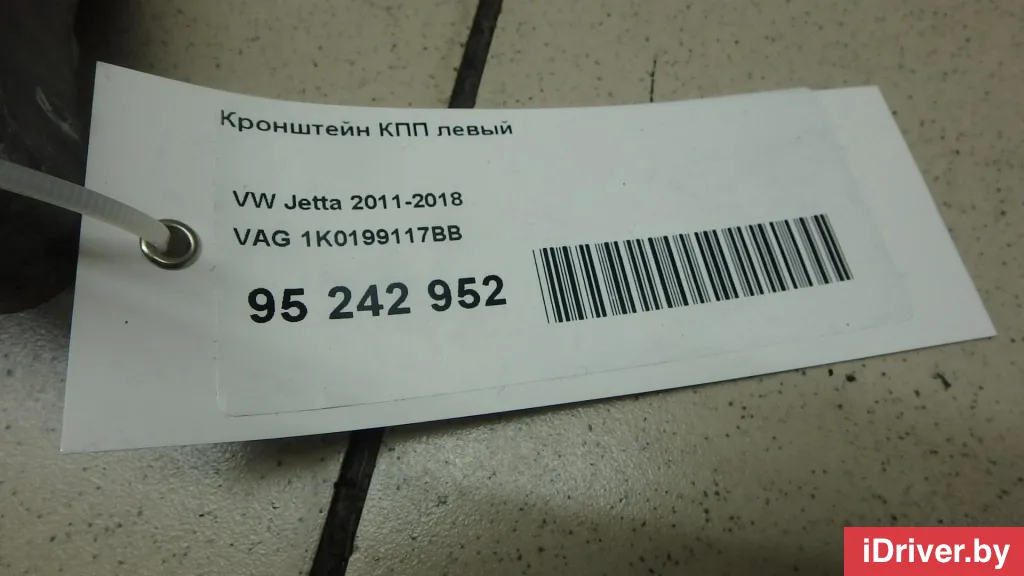 Кронштейн КПП левый
VW Jetta 2011-2018
VAG 1K0199117BB
95 242 952
iDriver.by